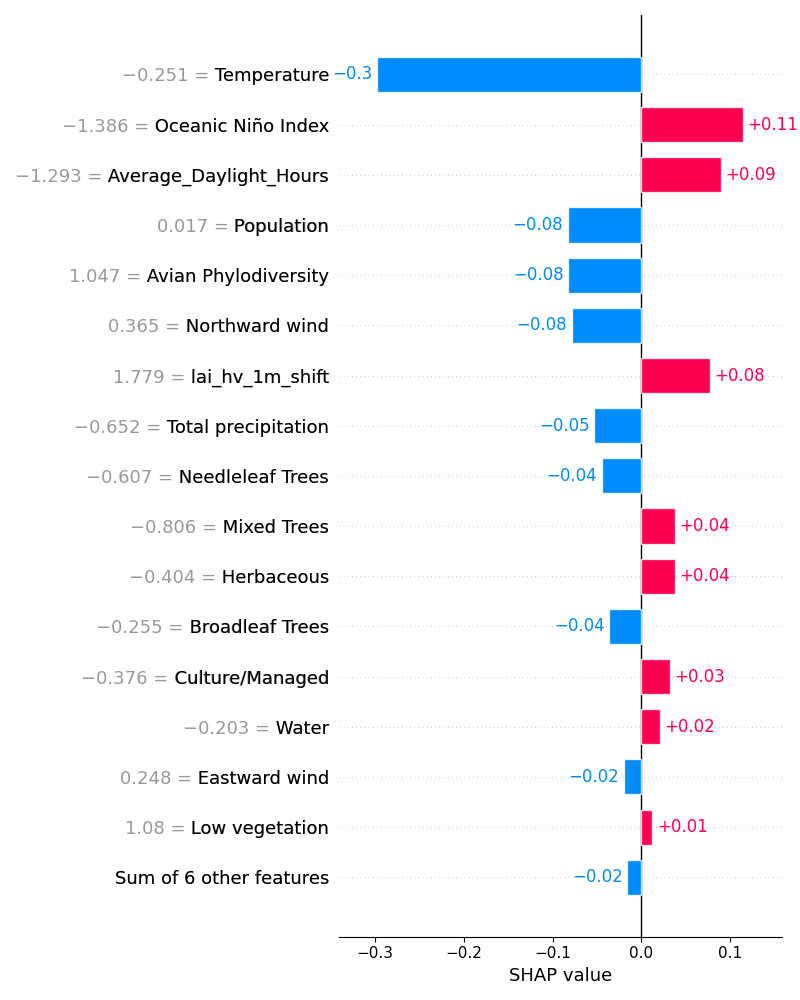 −0.251 = Temperature −0.3
−1.386 = Oceanic Niño Index +0.11
−1.293 = Average_Daylight_Hours +0.09
0.017 = Population −0.08
1.047 = Avian Phylodiversity −0.08
0.365 = Northward wind −0.08
1.779 = lai_hv_1m_shift +0.08
−0.652 = Total precipitation −0.05
−0.607 = Needleleaf Trees −0.04
−0.806 = Mixed Trees +0.04
−0.404 = Herbaceous +0.04
−0.255 = Broadleaf Trees −0.04
−0.376 = Culture/Managed +0.03
−0.203 = Water +0.02
0.248 = Eastward wind −0.02
1.08 = Low vegetation +0.01
Sum of 6 other features −0.02
−0.3 −0.2 −0.1 0.0 0.1
SHAP value